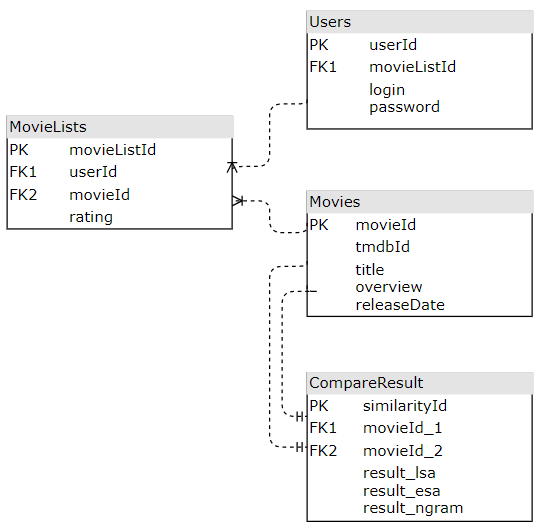 Users
PK userId
FK1 movieListId
login
password
MovieLists
PK movieListId
FK1 userId
FK2 movieId
rating
Movies
PK movieId
tmdbId
title
overview
releaseDate
CompareResult
PK similarityId
FK1 movieId_1
FK2 movieId_2
result_lsa
result_esa
result_ngram